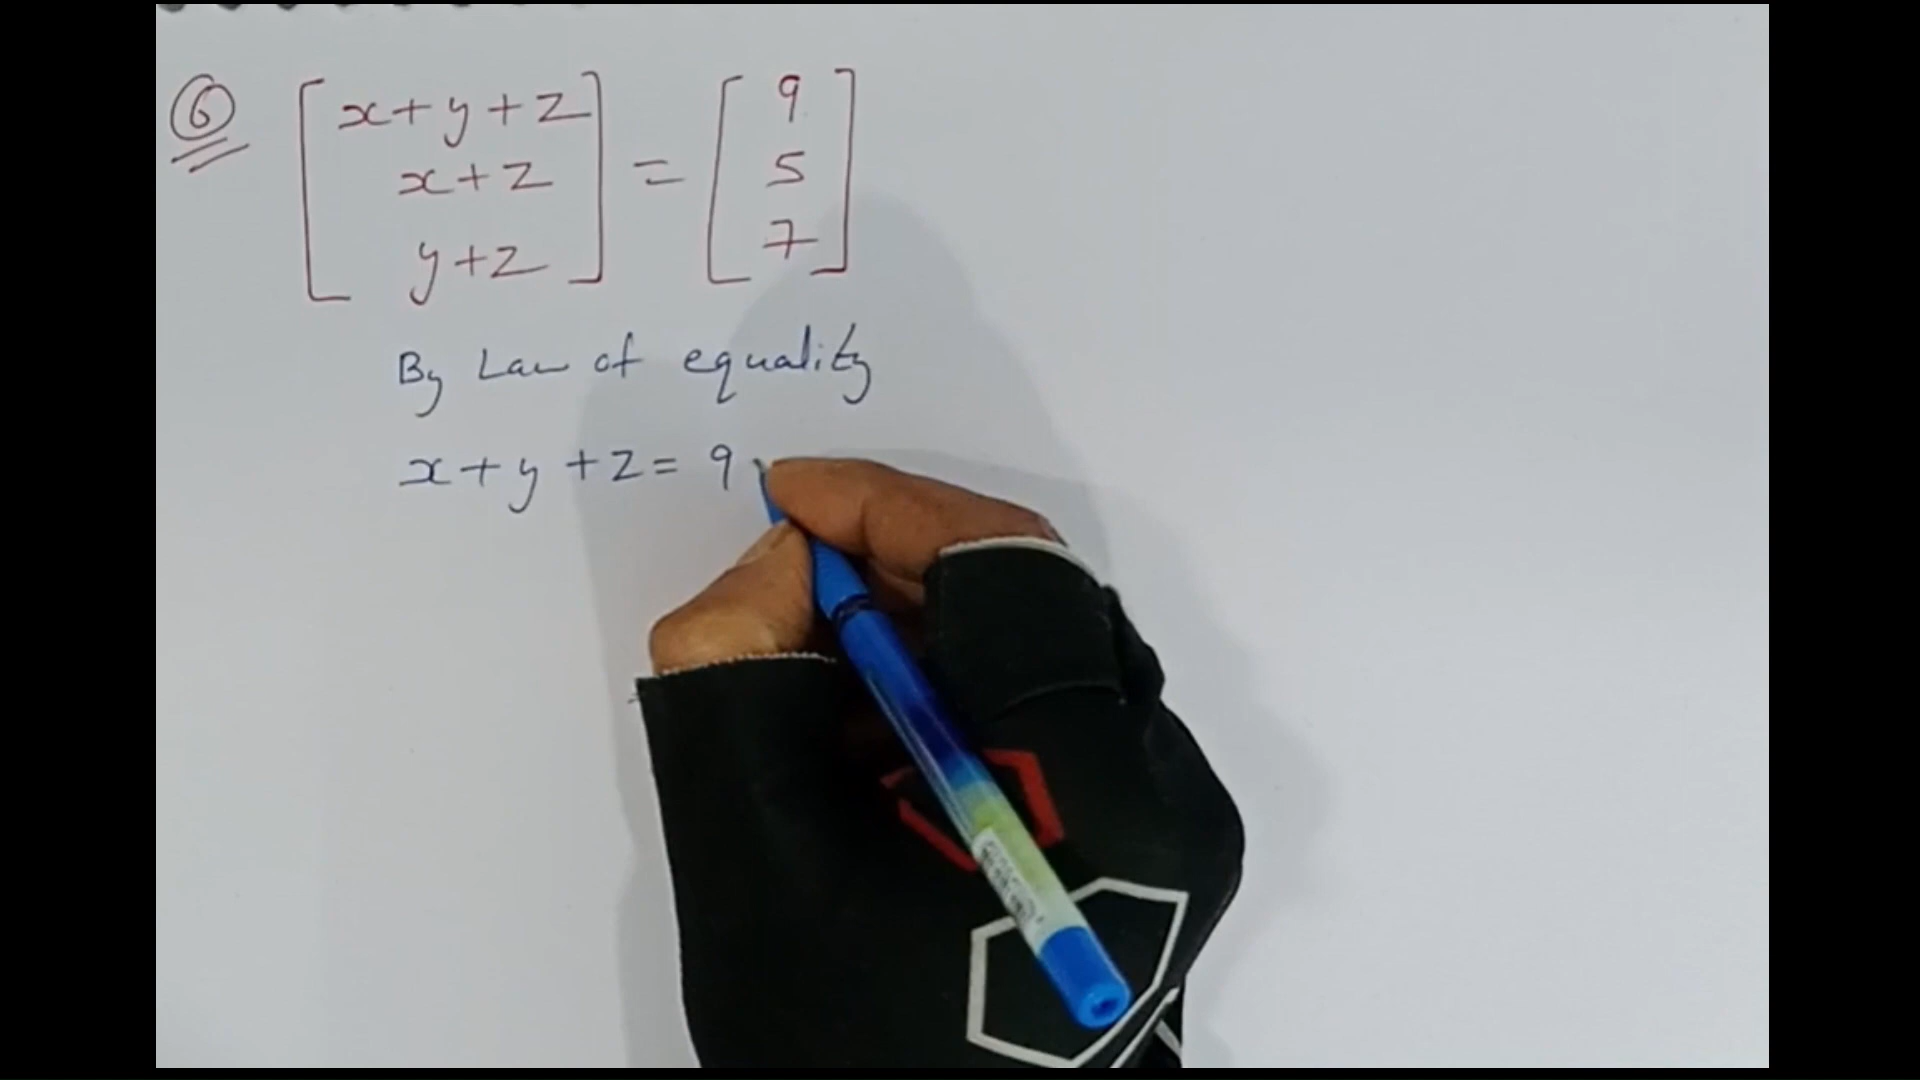 6
x+y+z
x+z
y+z
=
9
5
7
By Law of equality
x+y+z= 9